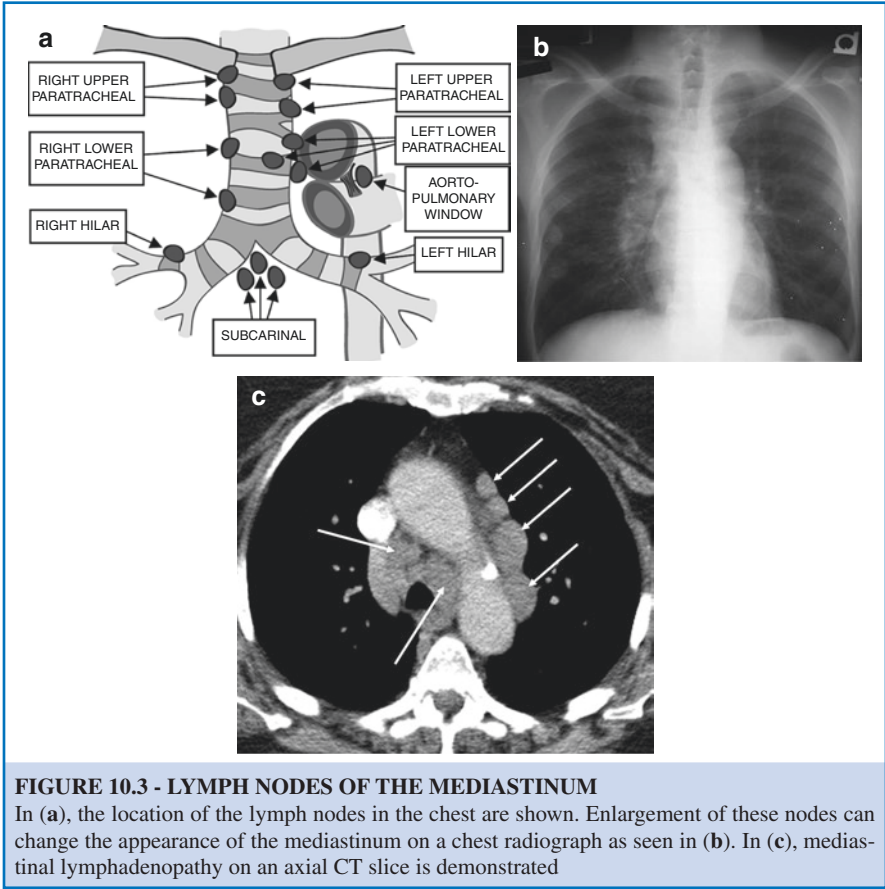 a
RIGHT UPPER
PARATRACHEAL
LEFT UPPER
PARATRACHEAL
RIGHT LOWER
PARATRACHEAL
LEFT LOWER
PARATRACHEAL
AORTO-
PULMONARY
WINDOW
RIGHT HILAR
LEFT HILAR
SUBCARINAL
b
c
FIGURE 10.3 - LYMPH NODES OF THE MEDIASTINUM
In (a), the location of the lymph nodes in the chest are shown. Enlargement of these nodes can
change the appearance of the mediastinum on a chest radiograph as seen in (b). In (c), medias-
tinal lymphadenopathy on an axial CT slice is demonstrated